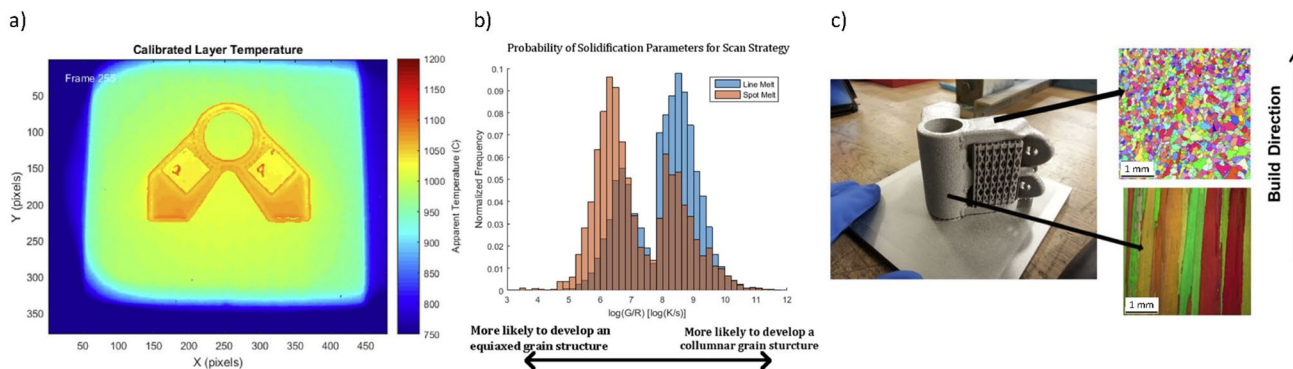 a)
Calibrated Layer Temperature
Frame 255
50
100
150
200
250
300
350
Y (pixels)
50 100 150 200 250 300 350 400 450
X (pixels)
1200
1150
1100
1050
1000
950
900
850
800
750
Apparent Temperature (C)
b)
Probability of Solidification Parameters for Scan Strategy
Line Melt
Spot Melt
0.1
0.09
0.08
0.07
0.06
0.05
0.04
0.03
0.02
0.01
0
Normalized Frequency
3 4 5 6 7 8 9 10 11 12
log(G/R) [log(K/s)]
More likely to develop an
equiaxed grain structure
More likely to develop a
collumnar grain sturcture
c)
1 mm
1 mm
Build Direction